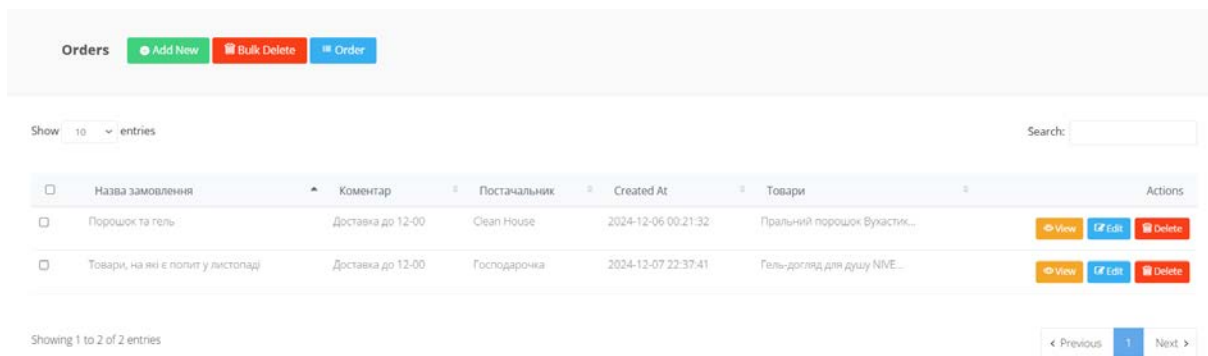 Orders Add New Bulk Delete Order
Show 10 entries Search:
Назва замовлення Коментар Постачальник Created At Товари Actions
Порошок та гель Доставка до 12-00 Clean House 2024-12-06 00:21:32 Пральний порошок Вухастик... View Edit Delete
Товари, на які є попит у листопаді Доставка до 12-00 Господарочка 2024-12-07 22:37:41 Гель-догляд для душу NIVE... View Edit Delete
Showing 1 to 2 of 2 entries < Previous 1 Next >